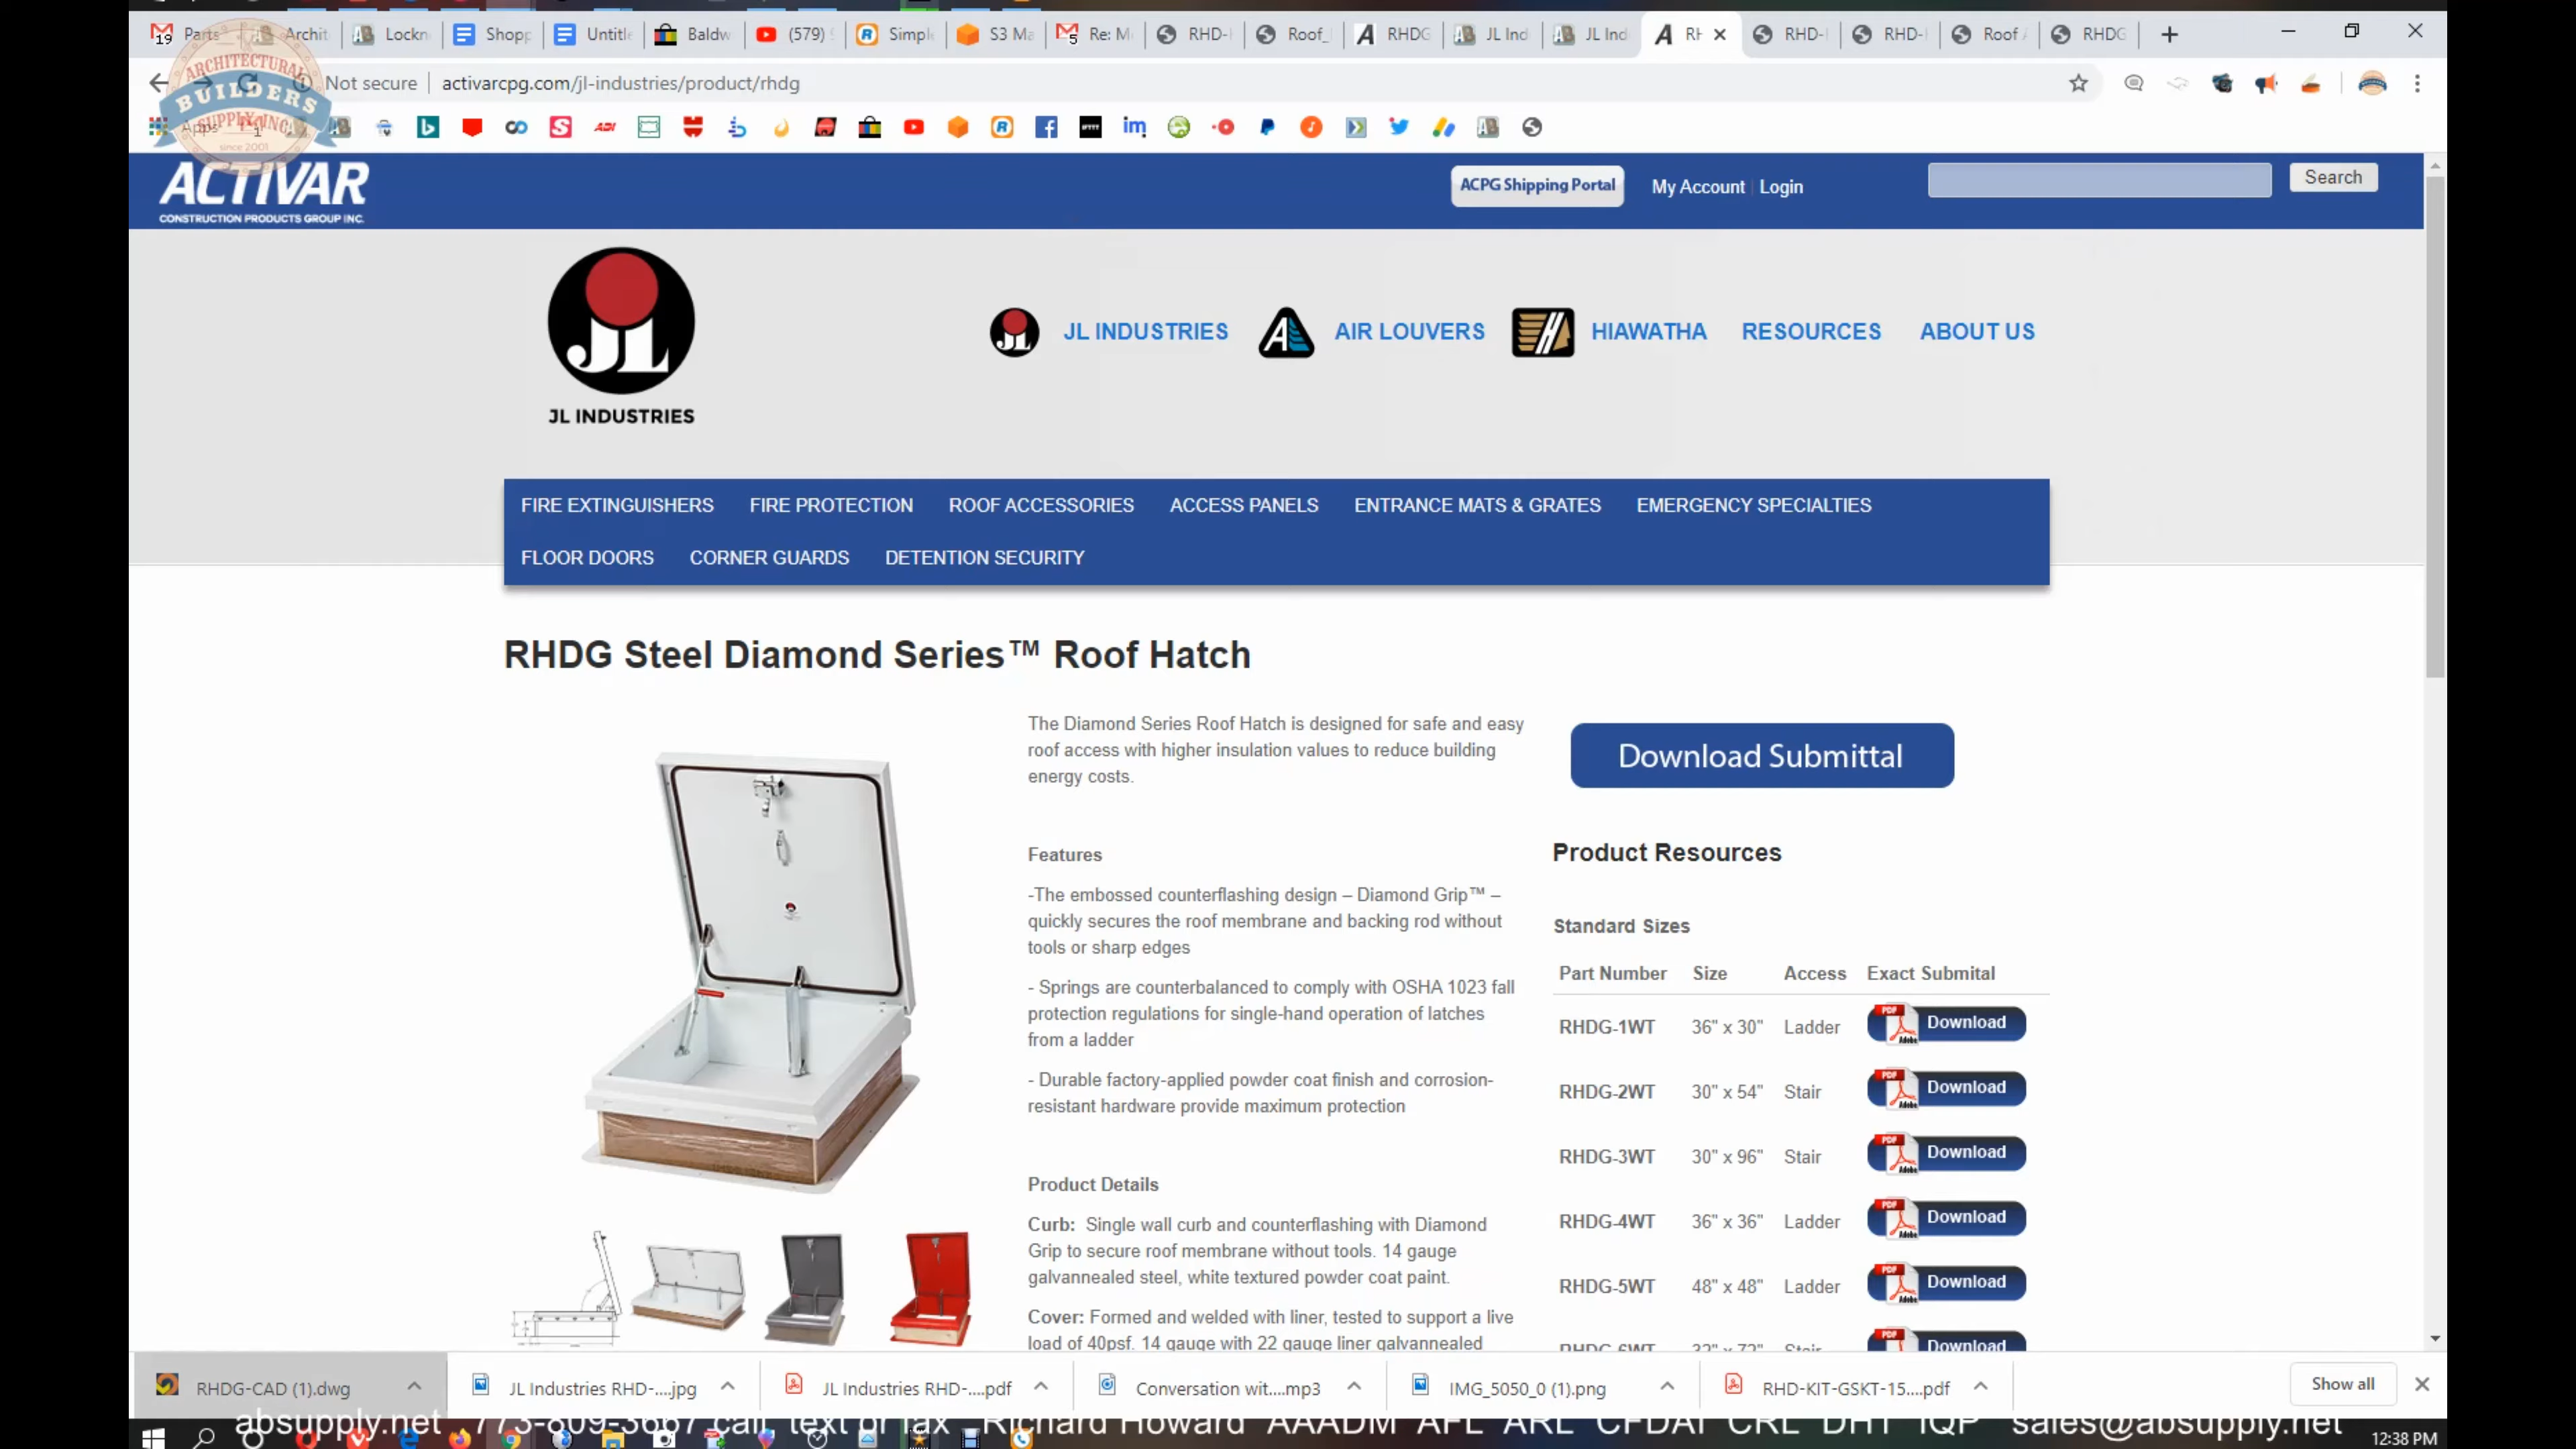 Parts
Archit
Lockn
Shopp
Untitle
Baldw
(579)
Simple
S3 Ma
Re: M
RHD-
Roof_
RHDG
JL Ind
JL Ind
RH
RHD-
RHD-
Roof
RHDG
Not secure
activarcpg.com/jl-industries/product/rhdg
ARCHITECTURAL
BUILDERS
SUPPLY INC
since 2001
Apps
ACTIVAR
CONSTRUCTION PRODUCTS GROUP INC.
ACPG Shipping Portal
My Account
Login
Search
JL INDUSTRIES
JL INDUSTRIES
AIR LOUVERS
HIAWATHA
RESOURCES
ABOUT US
FIRE EXTINGUISHERS FIRE PROTECTION ROOF ACCESSORIES ACCESS PANELS ENTRANCE MATS & GRATES EMERGENCY SPECIALTIES
FLOOR DOORS CORNER GUARDS DETENTION SECURITY
RHDG Steel Diamond Series™ Roof Hatch
The Diamond Series Roof Hatch is designed for safe and easy
roof access with higher insulation values to reduce building
energy costs.
Features
-The embossed counterflashing design – Diamond Grip™ –
quickly secures the roof membrane and backing rod without
tools or sharp edges
- Springs are counterbalanced to comply with OSHA 1023 fall
protection regulations for single-hand operation of latches
from a ladder
- Durable factory-applied powder coat finish and corrosion-
resistant hardware provide maximum protection
Product Details
Curb: Single wall curb and counterflashing with Diamond
Grip to secure roof membrane without tools. 14 gauge
galvannealed steel, white textured powder coat paint.
Cover: Formed and welded with liner, tested to support a live
load of 40psf. 14 gauge with 22 gauge liner galvannealed
Download Submittal
Product Resources
Standard Sizes
Part Number Size Access Exact Submital
RHDG-1WT 36" x 30" Ladder Download
RHDG-2WT 30" x 54" Stair Download
RHDG-3WT 30" x 96" Stair Download
RHDG-4WT 36" x 36" Ladder Download
RHDG-5WT 48" x 48" Ladder Download
RHDG-6WT 32" x 72" Stair Download
RHDG-CAD (1).dwg
JL Industries RHD-....jpg
JL Industries RHD-....pdf
Conversation wit....mp3
IMG_5050_0 (1).png
RHD-KIT-GSKT-15....pdf
Show all
absupply.net 773-809-3667 call, text or fax Richard Howard AAADM AFL ARL CFDAI CRL DHT IQP sales@absupply.net
12:38 PM